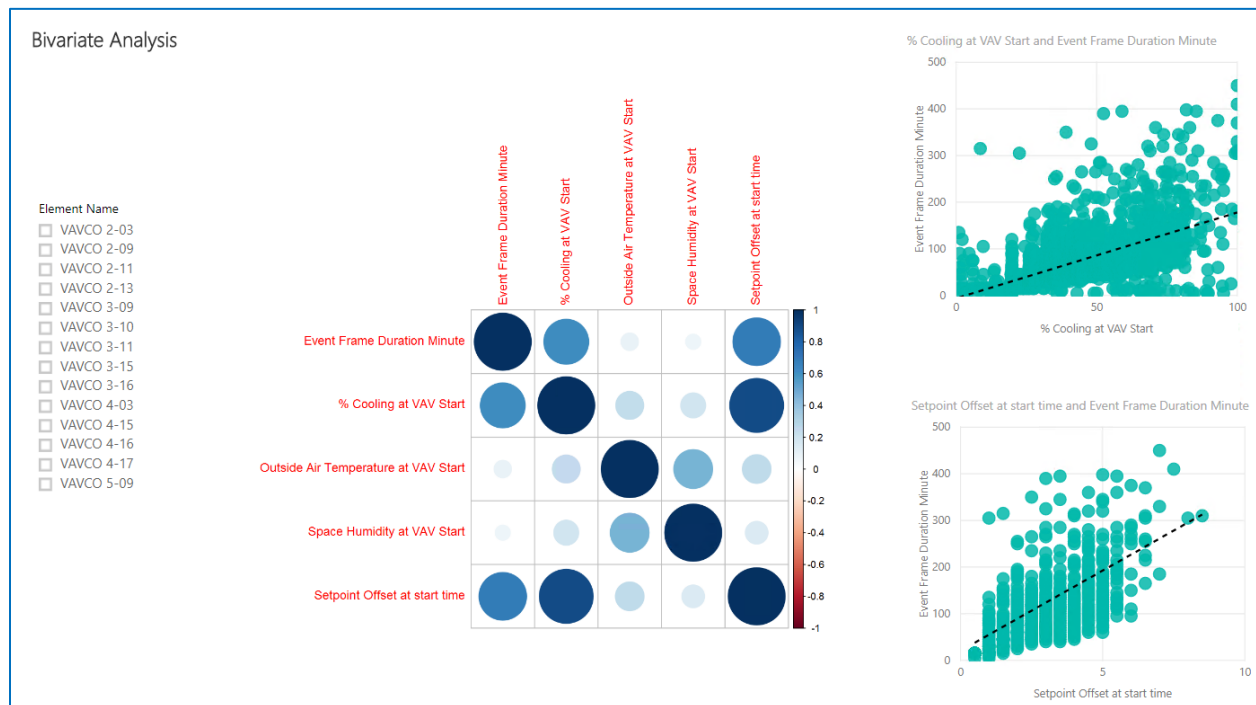 Bivariate Analysis
Element Name
VAVCO 2-03
VAVCO 2-09
VAVCO 2-11
VAVCO 2-13
VAVCO 3-09
VAVCO 3-10
VAVCO 3-11
VAVCO 3-15
VAVCO 3-16
VAVCO 4-03
VAVCO 4-15
VAVCO 4-16
VAVCO 4-17
VAVCO 5-09
Event Frame Duration Minute
% Cooling at VAV Start
Outside Air Temperature at VAV Start
Space Humidity at VAV Start
Setpoint Offset at start time
Event Frame Duration Minute
% Cooling at VAV Start
Outside Air Temperature at VAV Start
Space Humidity at VAV Start
Setpoint Offset at start time
1
0.8
0.6
0.4
0.2
0
-0.2
-0.4
-0.6
-0.8
-1
% Cooling at VAV Start and Event Frame Duration Minute
Event Frame Duration Minute
500
400
300
200
100
0
0 50 100
% Cooling at VAV Start
Setpoint Offset at start time and Event Frame Duration Minute
Event Frame Duration Minute
500
400
300
200
100
0
0 5 10
Setpoint Offset at start time